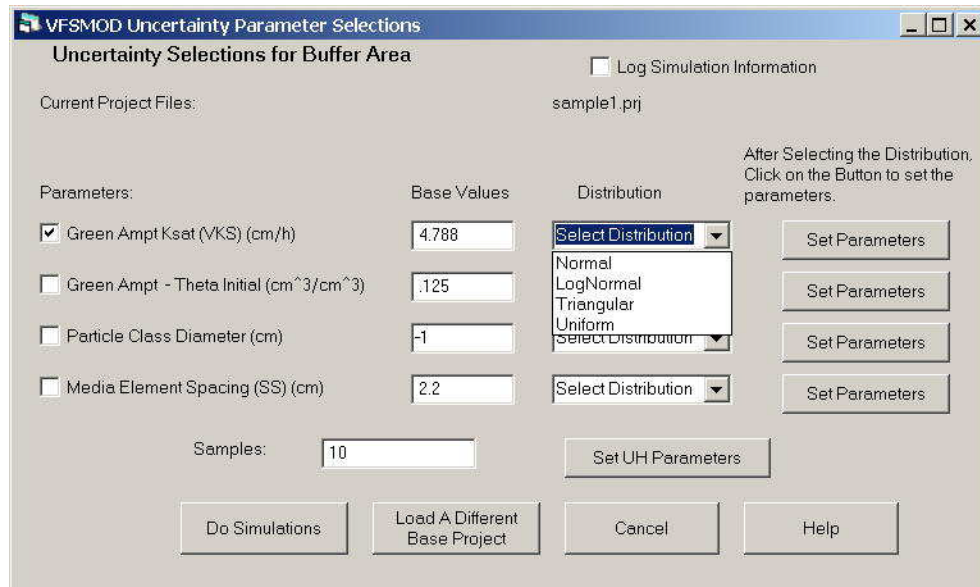 VFSMOD Uncertainty Parameter Selections
Uncertainty Selections for Buffer Area
Log Simulation Information
Current Project Files:
sample1.prj
After Selecting the Distribution,
Click on the Button to set the
parameters.
Parameters:
Base Values
Distribution
Green Ampt Ksat (VKS) (cm/h)
4.788
Select Distribution
Set Parameters
Normal
LogNormal
Triangular
Uniform
Green Ampt - Theta Initial (cm^3/cm^3)
.125
Set Parameters
Particle Class Diameter (cm)
-1
Select Distribution
Set Parameters
Media Element Spacing (SS) (cm)
2.2
Select Distribution
Set Parameters
Samples:
10
Set UH Parameters
Do Simulations
Load A Different
Base Project
Cancel
Help